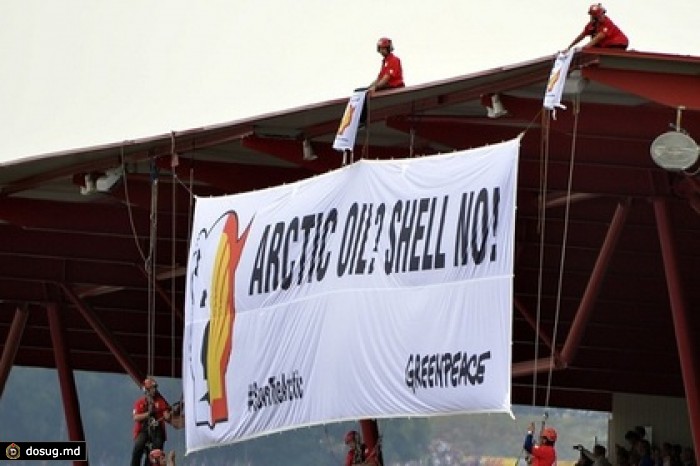 ARCTIC OIL? SHELL NO!
#SaveTheArctic
GREENPEACE
dosug.md